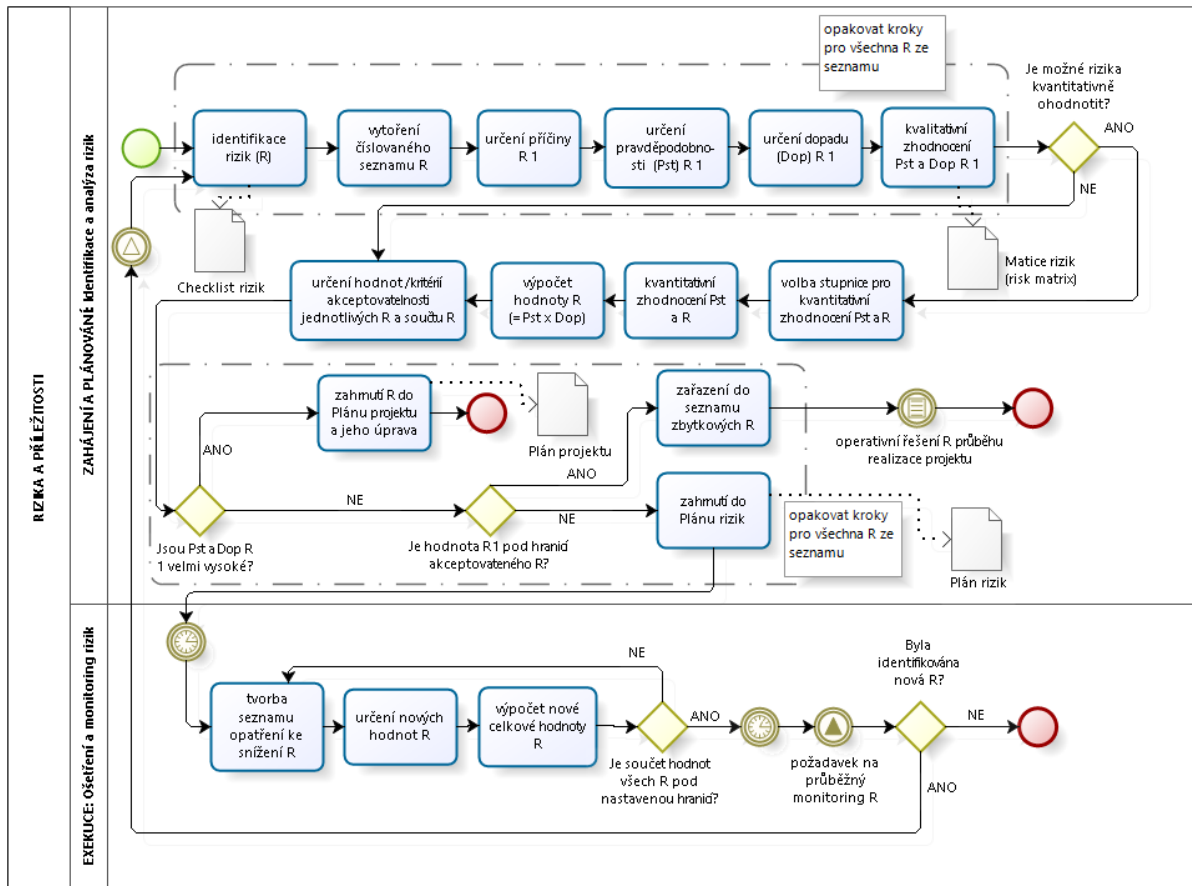 RIZIKA A PŘÍLEŽITOSTI
ZAHÁJENÍ A PLÁNOVÁNÍ: Identifikace a analýza rizik
opakovat kroky
pro všechna R ze
seznamu
Je možné rizika
kvantitativně
ohodnotit?
identifikace
rizik (R)
vytoření
číslovaného
seznamu R
určení příčiny
R 1
určení
pravděpodobno-
sti (Pst) R 1
určení dopadu
(Dop) R 1
kvalitativní
zhodnocení
Pst a Dop R 1
ANO
NE
Checklist rizik
Matice rizik
(risk matrix)
určení hodnot /kritérií
akceptovatelnosti
jednotlivých R a součtu R
výpočet
hodnoty R
(= Pst x Dop)
kvantitativní
zhodnocení Pst
a R
volba stupnice pro
kvantitativní
zhodnocení Pst a R
zahrnutí R do
Plánu projektu
a jeho úprava
Plán projektu
zařazení do
seznamu
zbytkových R
operativní řešení R průběhu
realizace projektu
ANO
ANO
NE
NE
zahrnutí do
Plánu rizik
Jsou Pst a Dop R
1 velmi vysoké?
Je hodnota R1 pod hranicí
akceptovateného R?
opakovat kroky
pro všechna R ze
seznamu
Plán rizik
EXEKUCE: Ošetření a monitoring rizik
NE
Byla
identifikována
nová R?
tvorba
seznamu
opatření ke
snížení R
určení nových
hodnot R
výpočet nové
celkové hodnoty
R
ANO
NE
Je součet hodnot
všech R pod
nastavenou hranicí?
požadavek na
průběžný
monitoring R
ANO